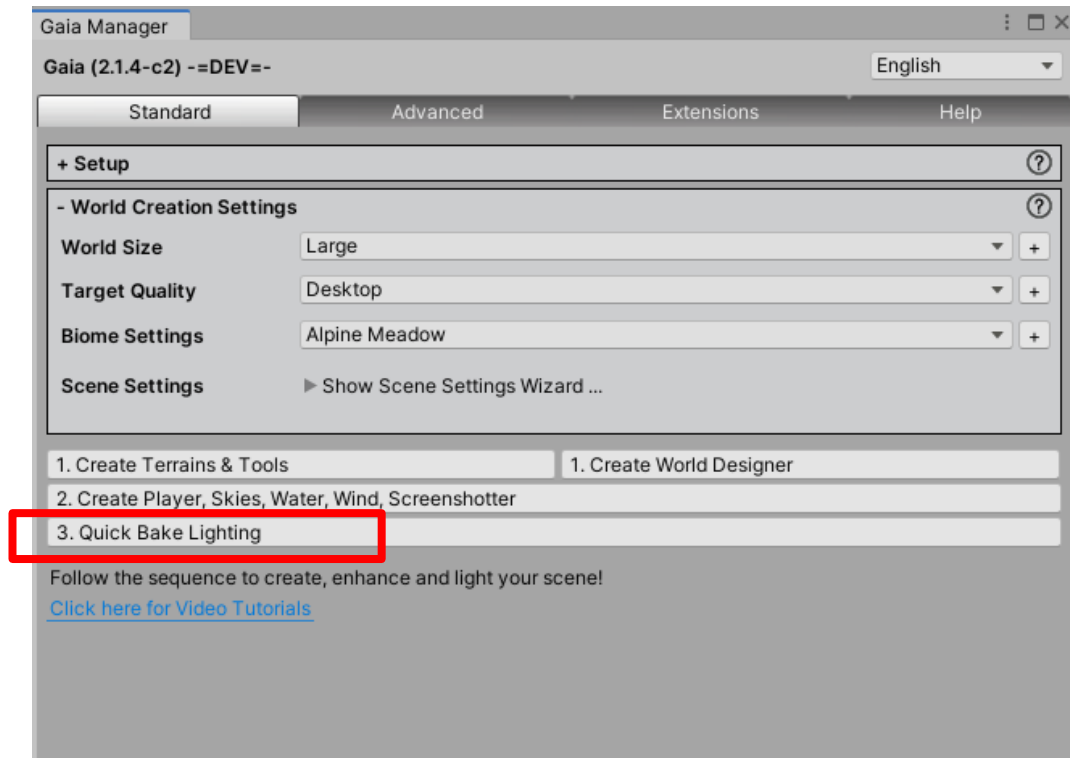 Gaia Manager
Gaia (2.1.4-c2) -=DEV=-
English
Standard Advanced Extensions Help
+ Setup
- World Creation Settings
World Size Large +
Target Quality Desktop +
Biome Settings Alpine Meadow +
Scene Settings Show Scene Settings Wizard ...
1. Create Terrains & Tools 1. Create World Designer
2. Create Player, Skies, Water, Wind, Screenshotter
3. Quick Bake Lighting
Follow the sequence to create, enhance and light your scene!
Click here for Video Tutorials